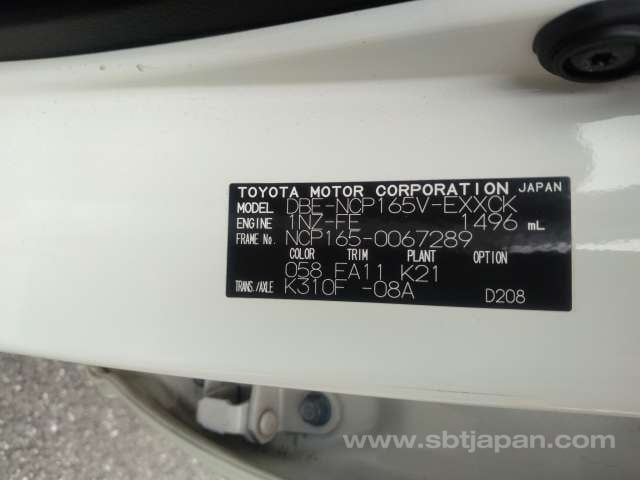 TOYOTA MOTOR CORPORATION JAPAN
MODEL DBE-NCP165V-EXXCK
ENGINE 1NZ-FE 1496 mL
FRAME No. NCP165-0067289
COLOR TRIM PLANT OPTION
058 EA11 K21
TRANS./AXLE K310F -08A D208
www.sbtjapan.com